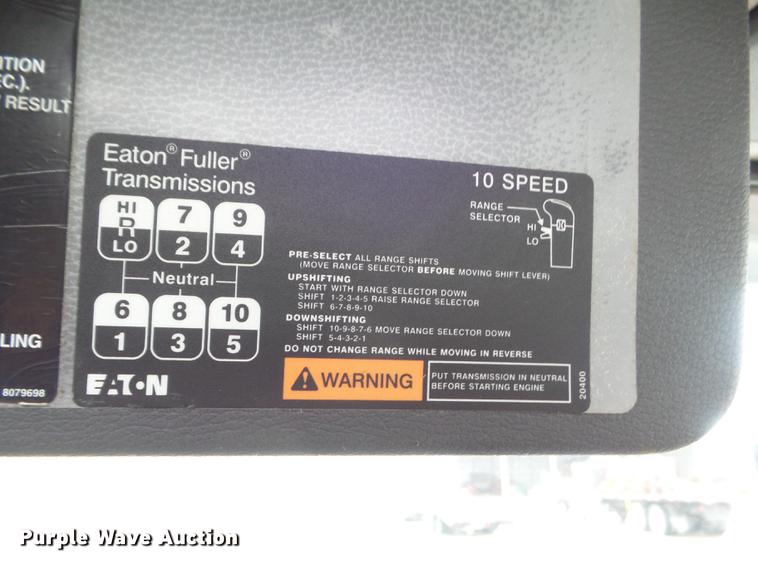 ITION
EC.).
RESULT
LING
8079698
Eaton® Fuller®
Transmissions
10 SPEED
HI
R
LO
7
2
9
4
Neutral
6
1
8
3
10
5
EATON
RANGE
SELECTOR
HI
LO
PRE-SELECT ALL RANGE SHIFTS
(MOVE RANGE SELECTOR BEFORE MOVING SHIFT LEVER)
UPSHIFTING
START WITH RANGE SELECTOR DOWN
SHIFT 1-2-3-4-5 RAISE RANGE SELECTOR
SHIFT 6-7-8-9-10
DOWNSHIFTING
SHIFT 10-9-8-7-6 MOVE RANGE SELECTOR DOWN
SHIFT 5-4-3-2-1
DO NOT CHANGE RANGE WHILE MOVING IN REVERSE
WARNING
PUT TRANSMISSION IN NEUTRAL
BEFORE STARTING ENGINE
20400
Purple Wave Auction